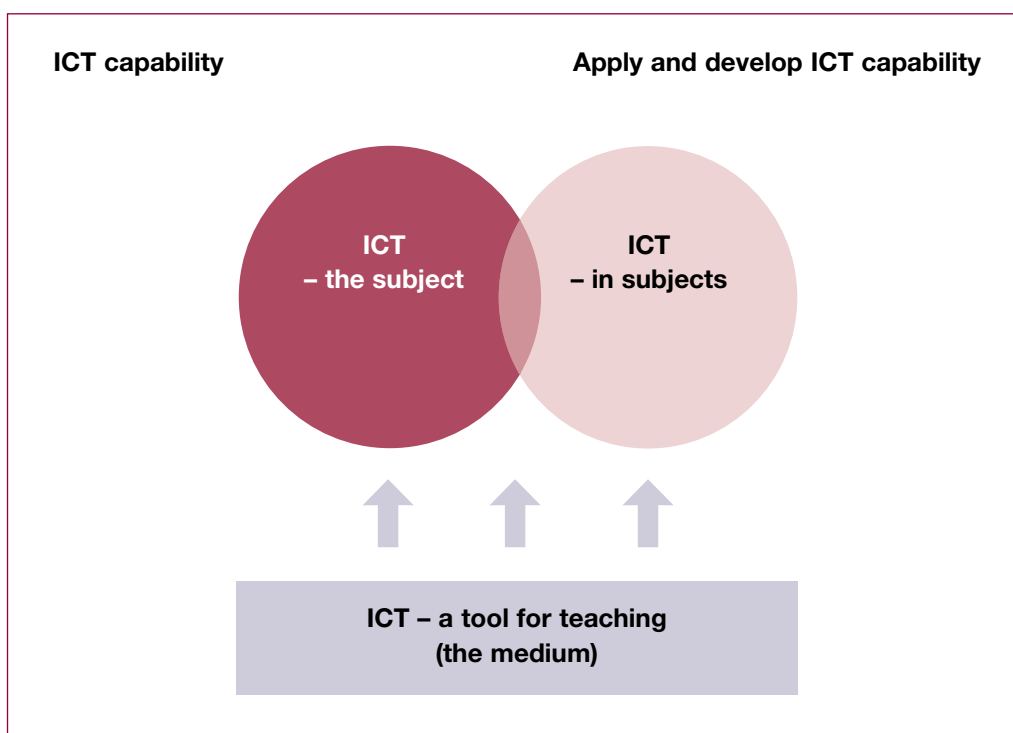 ICT capability
Apply and develop ICT capability
ICT
– the subject
ICT
– in subjects
ICT – a tool for teaching
(the medium)